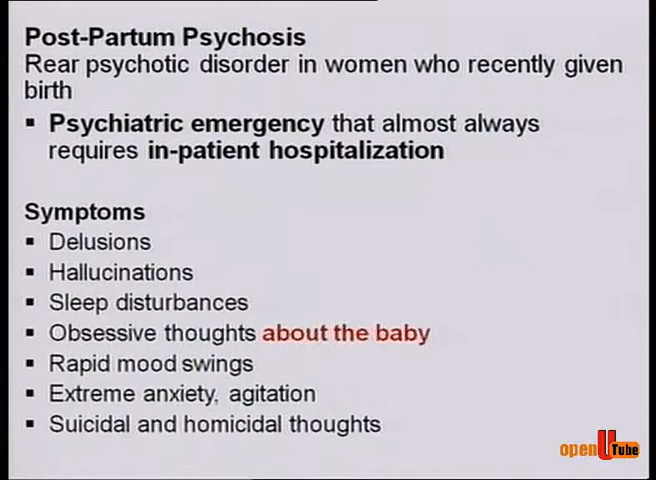 Post-Partum Psychosis
Rear psychotic disorder in women who recently given
birth
▪ Psychiatric emergency that almost always
requires in-patient hospitalization
Symptoms
▪ Delusions
▪ Hallucinations
▪ Sleep disturbances
▪ Obsessive thoughts about the baby
▪ Rapid mood swings
▪ Extreme anxiety, agitation
▪ Suicidal and homicidal thoughts
openUTube